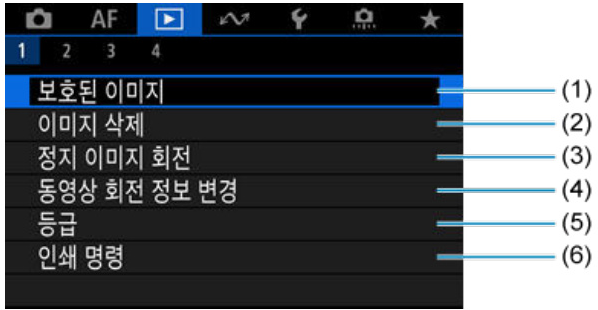 AF
1 2 3 4
보호된 이미지 (1)
이미지 삭제 (2)
정지 이미지 회전 (3)
동영상 회전 정보 변경 (4)
등급 (5)
인쇄 명령 (6)